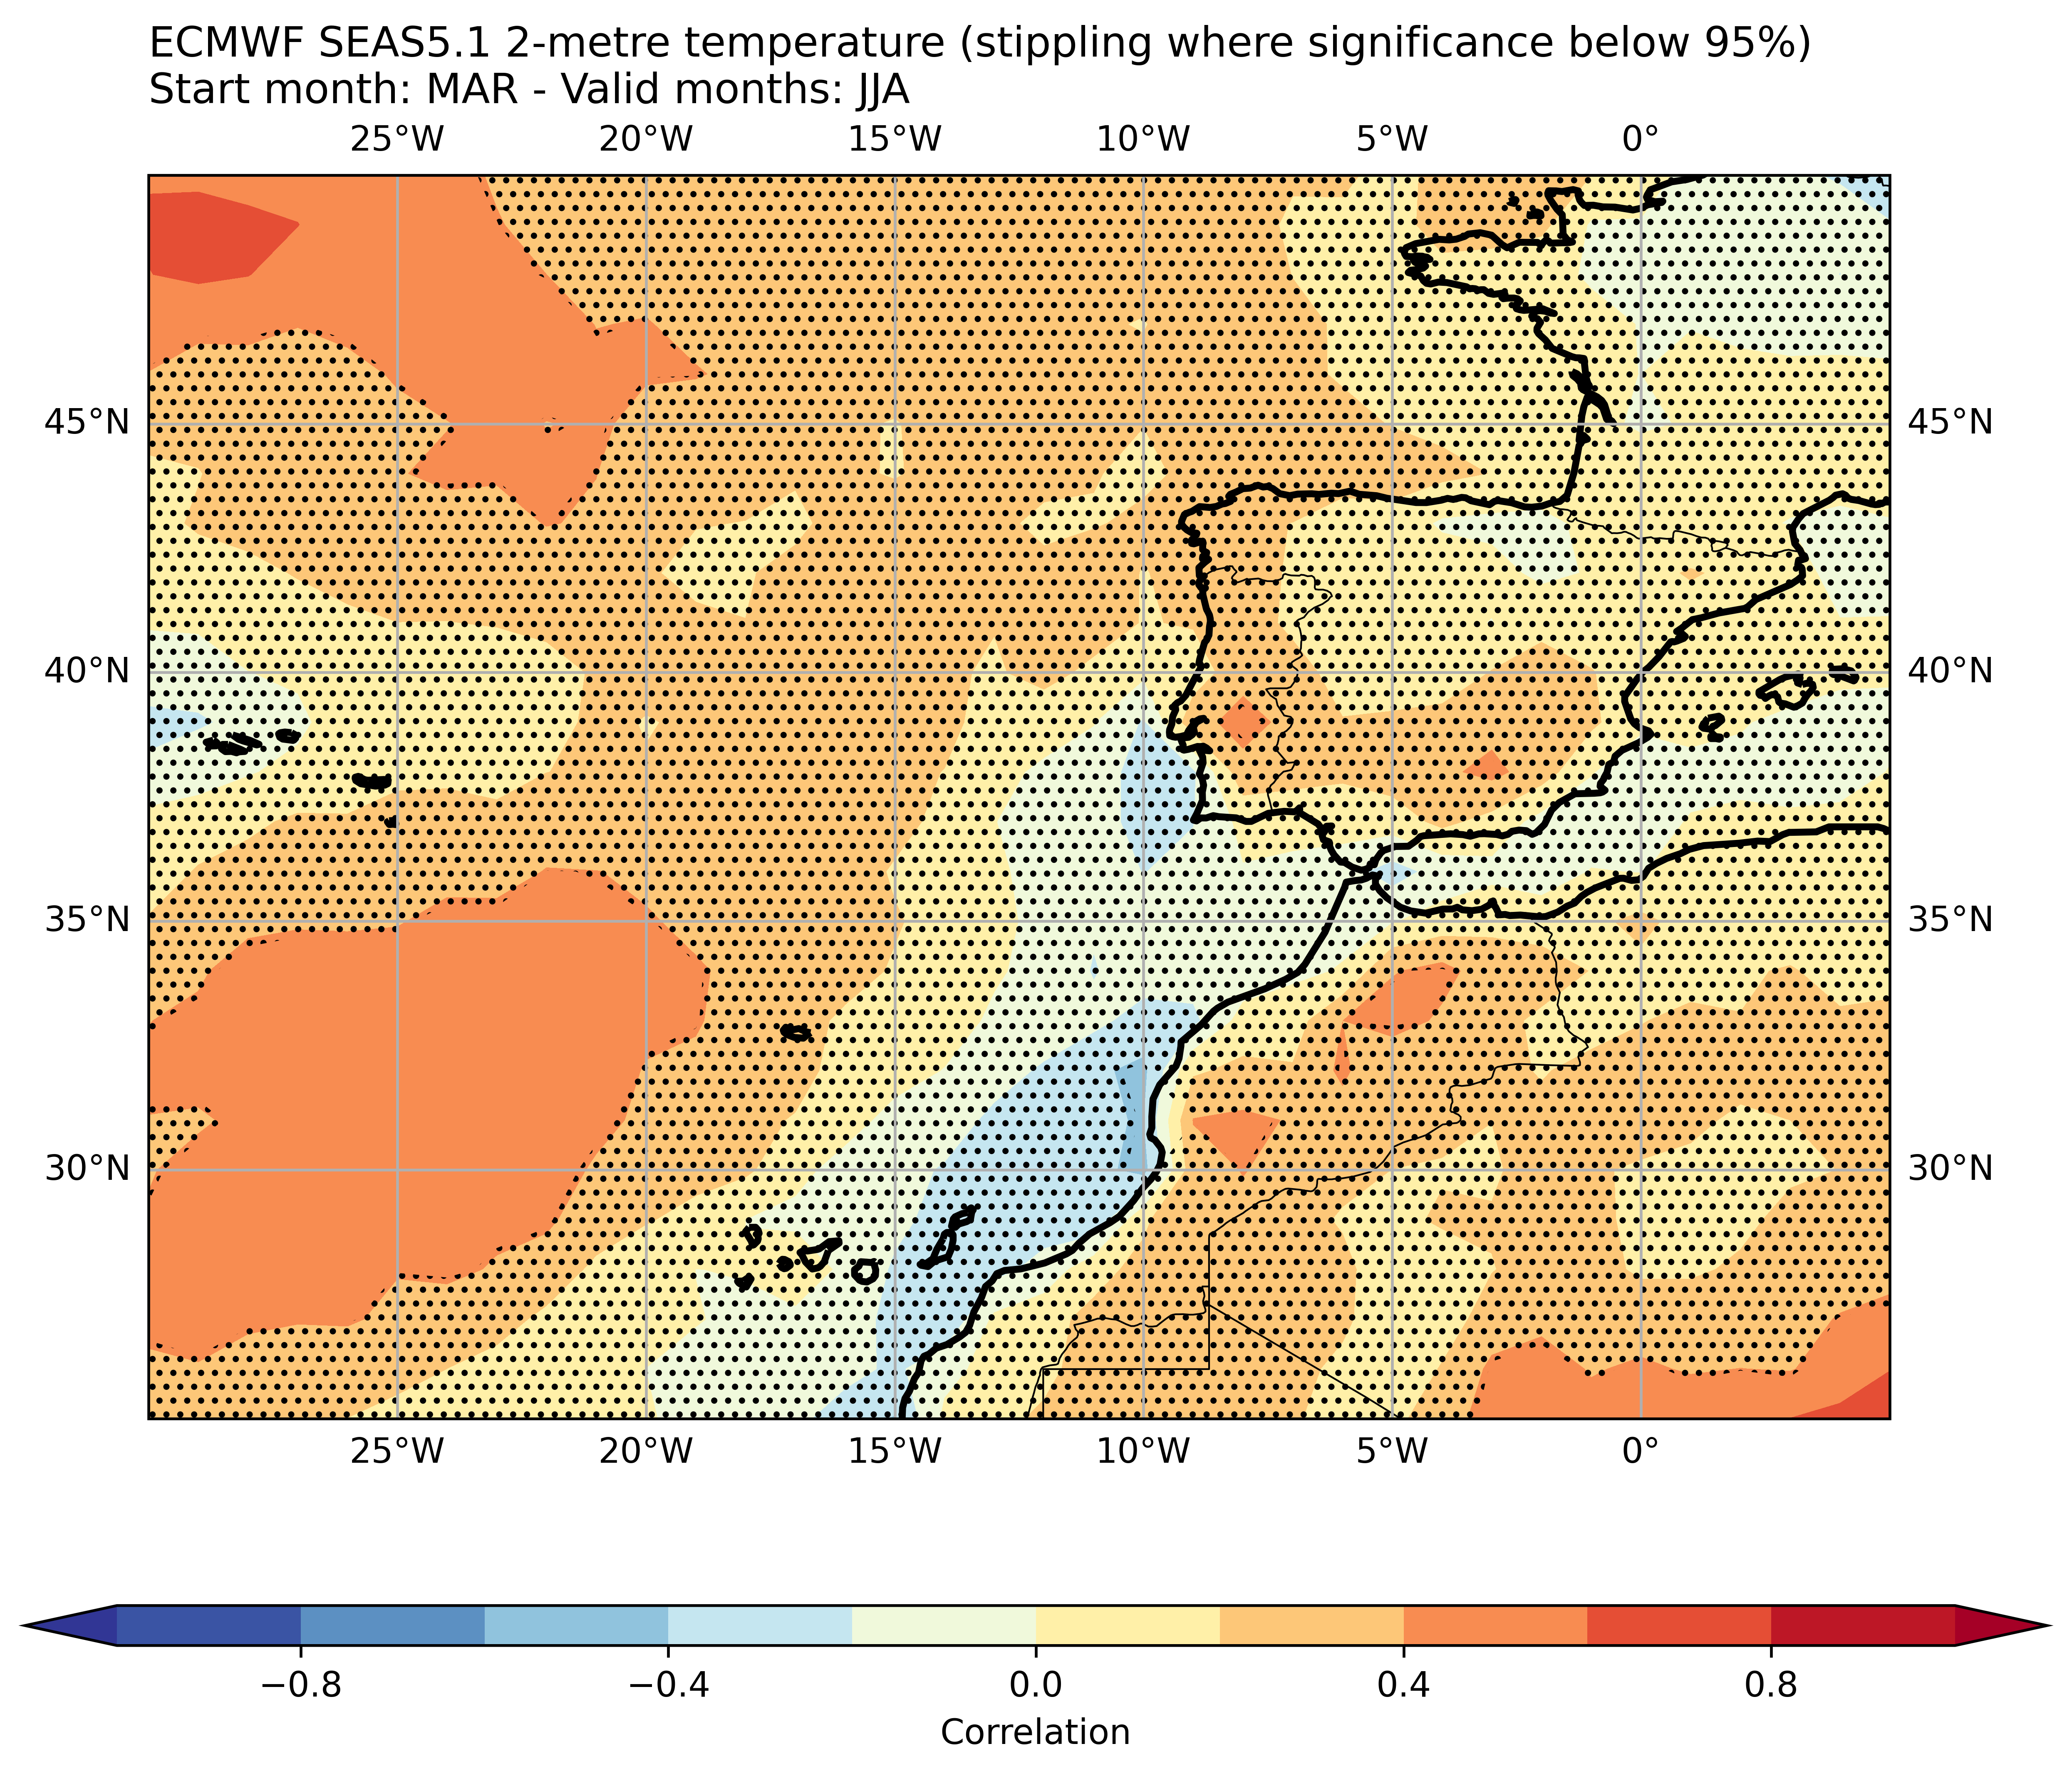 ECMWF SEAS5.1 2-metre temperature (stippling where significance below 95%)
Start month: MAR - Valid months: JJA
25°W 20°W 15°W 10°W 5°W 0°
45°N 45°N
40°N 40°N
35°N 35°N
30°N 30°N
25°W 20°W 15°W 10°W 5°W 0°
−0.8 −0.4 0.0 0.4 0.8
Correlation